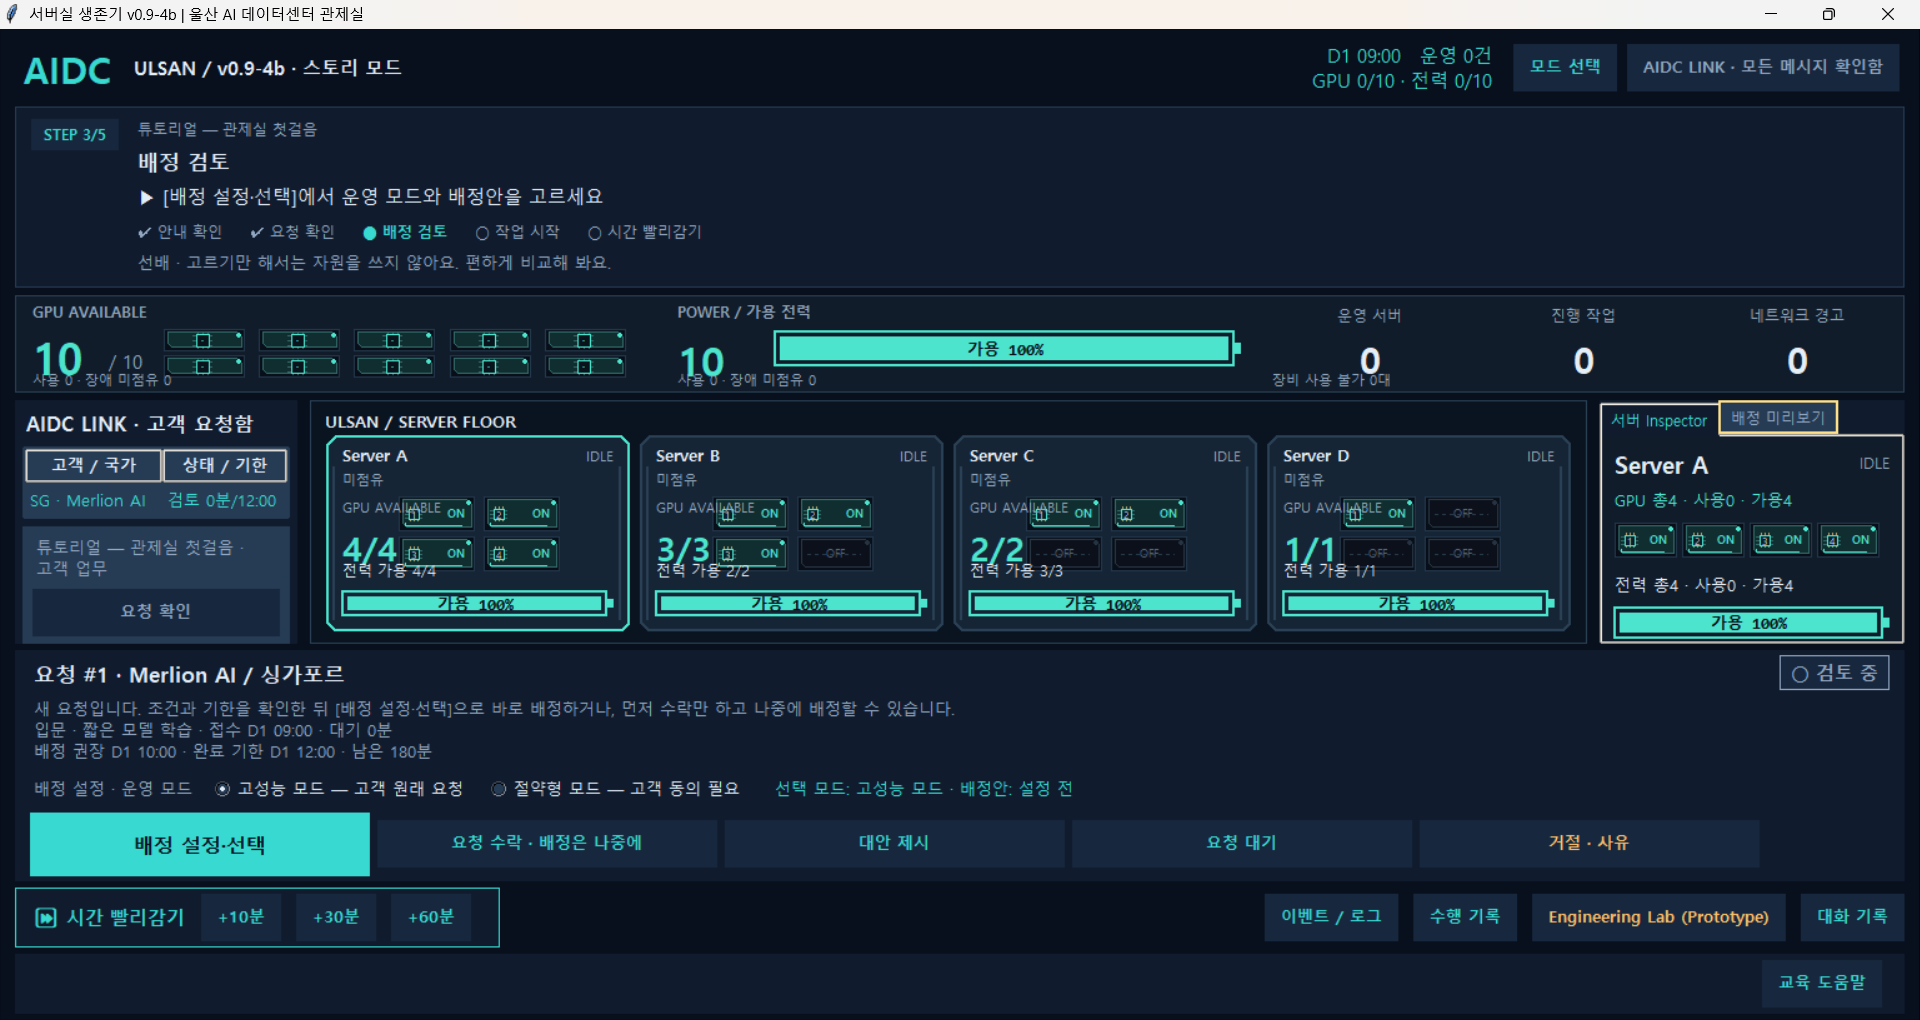 서버실 생존기 v0.9-4b | 울산 AI 데이터센터 관제실
AIDC
ULSAN / v0.9-4b · 스토리 모드
D1 09:00 운영 0건
GPU 0/10 · 전력 0/10
모드 선택
AIDC LINK · 모든 메시지 확인함
STEP 3/5
튜토리얼 — 관제실 첫걸음
배정 검토
▶ [배정 설정·선택]에서 운영 모드와 배정안을 고르세요
✔ 안내 확인 ✔ 요청 확인 ● 배정 검토 ○ 작업 시작 ○ 시간 빨리감기
선배 · 고르기만 해서는 자원을 쓰지 않아요. 편하게 비교해 봐요.
GPU AVAILABLE
10 / 10
사용 0 · 장애 미점유 0
POWER / 가용 전력
10
가용 100%
사용 0 · 장애 미점유 0
운영 서버
0
장비 사용 불가 0대
진행 작업
0
네트워크 경고
0
AIDC LINK · 고객 요청함
고객 / 국가
상태 / 기한
SG · Merlion AI 검토 0분/12:00
튜토리얼 — 관제실 첫걸음 ·
고객 업무
요청 확인
ULSAN / SERVER FLOOR
Server A IDLE
미점유
GPU AVAILABLE
1 ON 2 ON
4/4
3 ON 4 ON
전력 가용 4/4
가용 100%
Server B IDLE
미점유
GPU AVAILABLE
1 ON 2 ON
3/3
3 ON OFF
전력 가용 2/2
가용 100%
Server C IDLE
미점유
GPU AVAILABLE
1 ON 2 ON
2/2
OFF OFF
전력 가용 3/3
가용 100%
Server D IDLE
미점유
GPU AVAILABLE
1 ON OFF
1/1
OFF OFF
전력 가용 1/1
가용 100%
서버 Inspector
배정 미리보기
Server A IDLE
GPU 총4 · 사용0 · 가용4
1 ON 2 ON 3 ON 4 ON
전력 총4 · 사용0 · 가용4
가용 100%
요청 #1 · Merlion AI / 싱가포르
○ 검토 중
새 요청입니다. 조건과 기한을 확인한 뒤 [배정 설정·선택]으로 바로 배정하거나, 먼저 수락만 하고 나중에 배정할 수 있습니다.
입문 · 짧은 모델 학습 · 접수 D1 09:00 · 대기 0분
배정 권장 D1 10:00 · 완료 기한 D1 12:00 · 남은 180분
배정 설정 · 운영 모드 고성능 모드 — 고객 원래 요청 절약형 모드 — 고객 동의 필요 선택 모드: 고성능 모드 · 배정안: 설정 전
배정 설정·선택
요청 수락 · 배정은 나중에
대안 제시
요청 대기
거절 · 사유
시간 빨리감기
+10분
+30분
+60분
이벤트 / 로그
수행 기록
Engineering Lab (Prototype)
대화 기록
교육 도움말